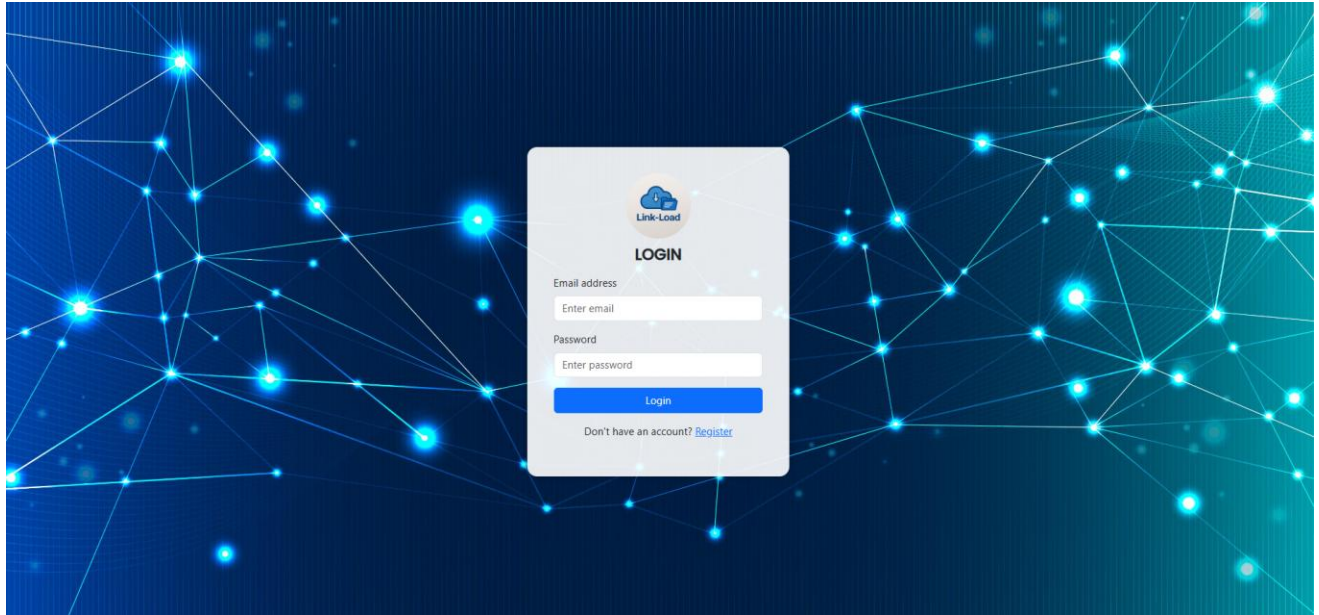 Link-Load
LOGIN
Email address
Enter email
Password
Enter password
Login
Don't have an account? Register